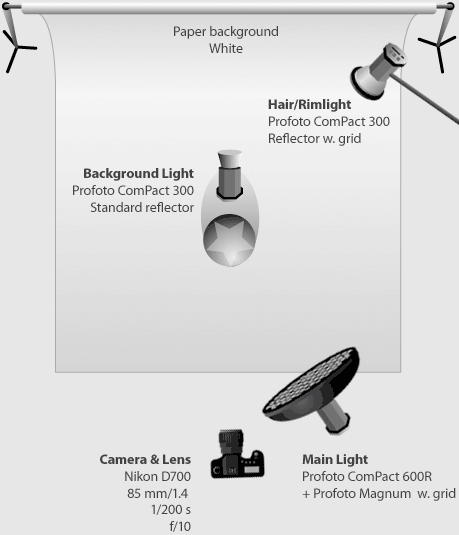 Paper background
White
Hair/Rimlight
Profoto ComPact 300
Reflector w. grid
Background Light
Profoto ComPact 300
Standard reflector
Camera & Lens
Nikon D700
85 mm/1.4
1/200 s
f/10
Main Light
Profoto ComPact 600R
+ Profoto Magnum w. grid